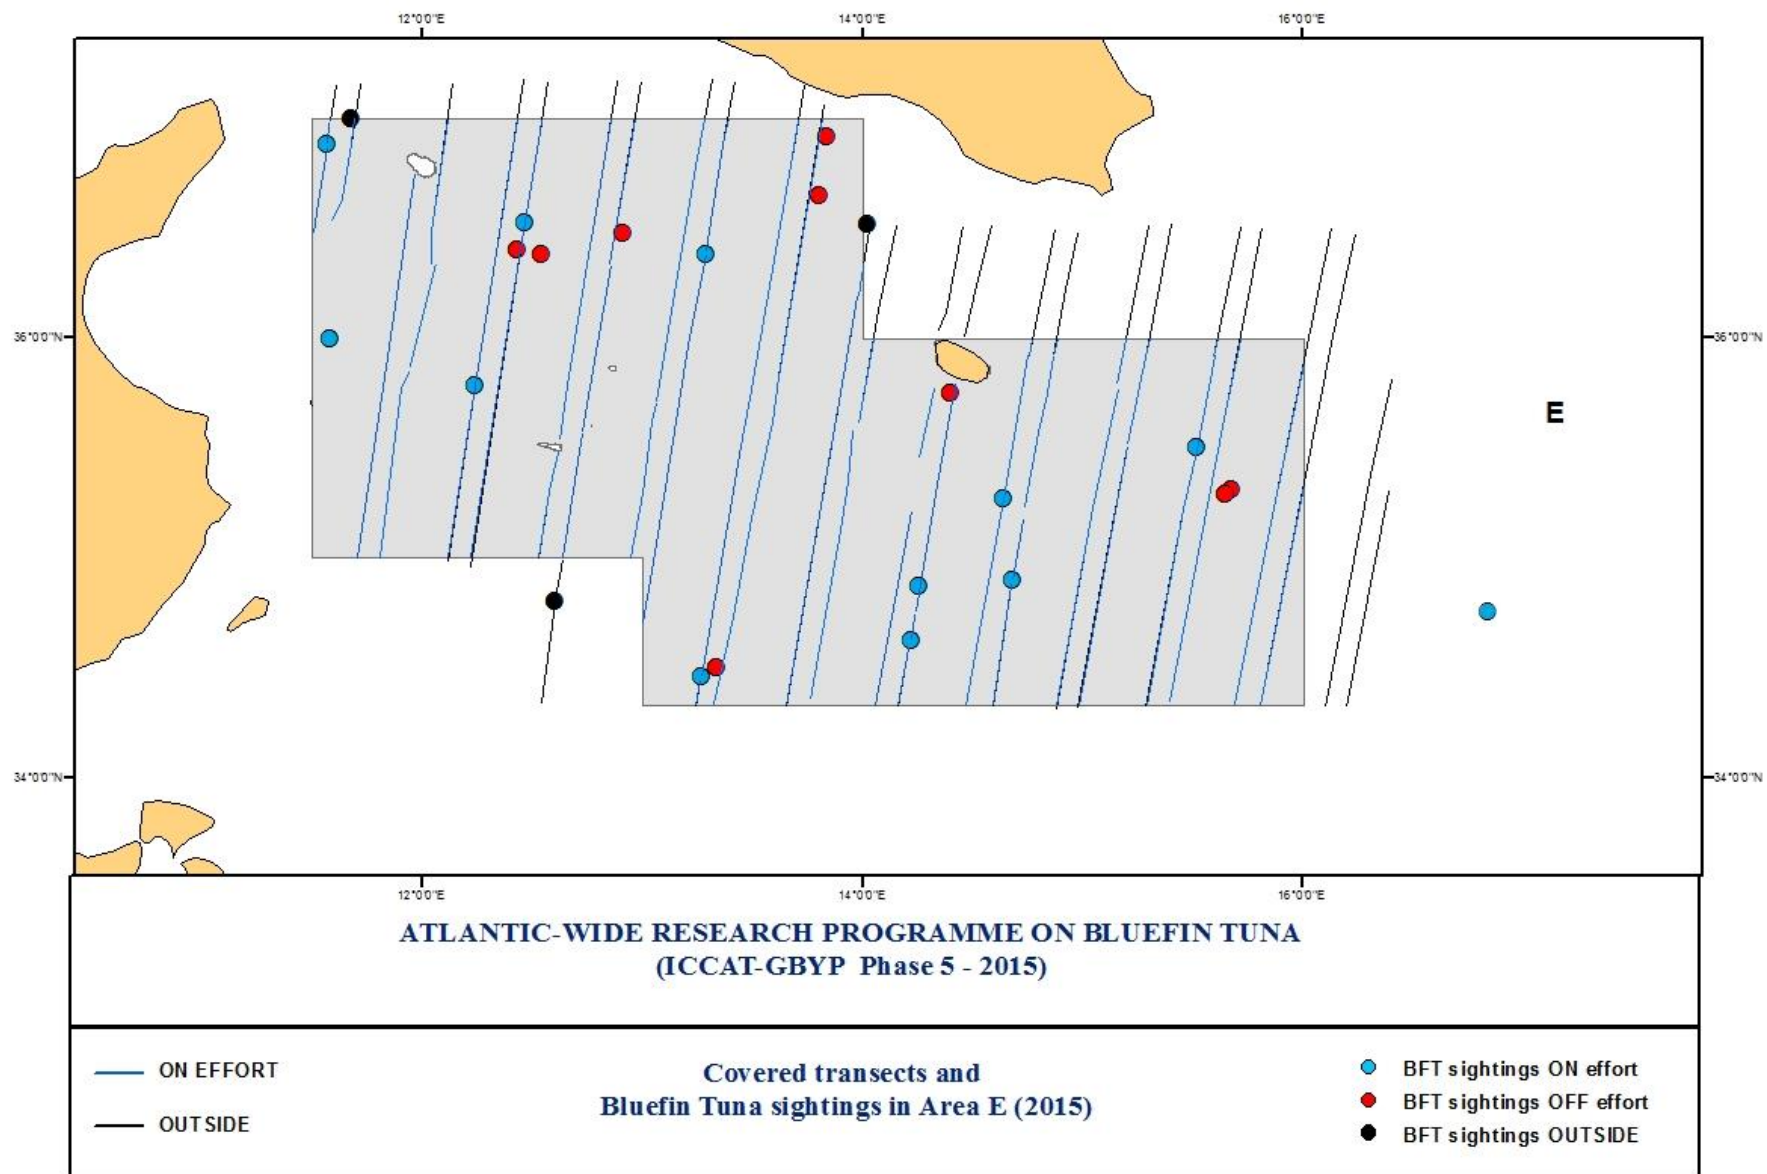 12°0'0"E 14°0'0"E 16°0'0"E
36°0'0"N 36°0'0"N
E
34°0'0"N 34°0'0"N
12°0'0"E 14°0'0"E 16°0'0"E
ATLANTIC-WIDE RESEARCH PROGRAMME ON BLUEFIN TUNA
(ICCAT-GBYP Phase 5 - 2015)
ON EFFORT
OUTSIDE
Covered transects and
Bluefin Tuna sightings in Area E (2015)
BFT sightings ON effort
BFT sightings OFF effort
BFT sightings OUTSIDE